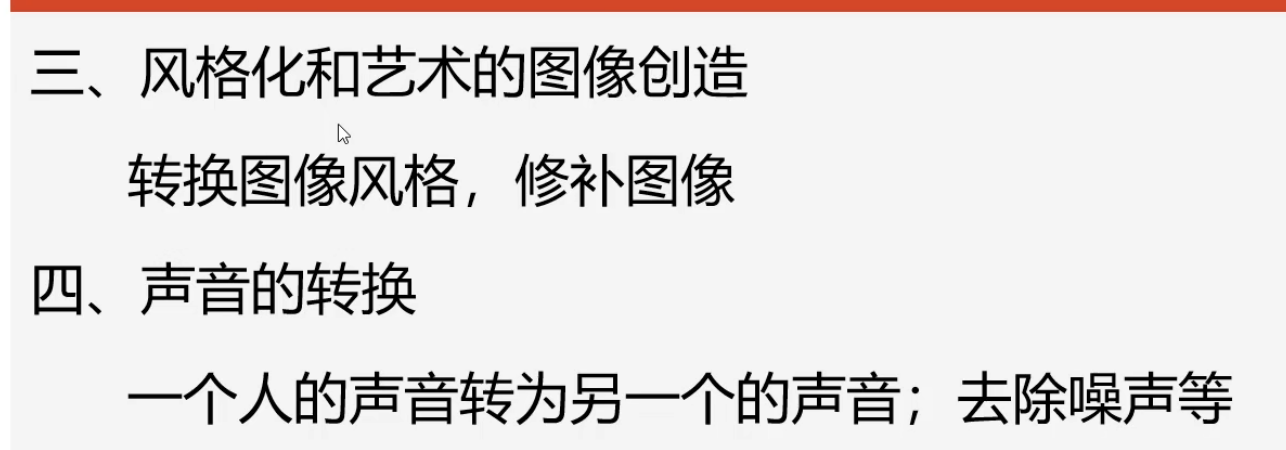 三、风格化和艺术的图像创造
转换图像风格，修补图像
四、声音的转换
一个人的声音转为另一个的声音；去除噪声等